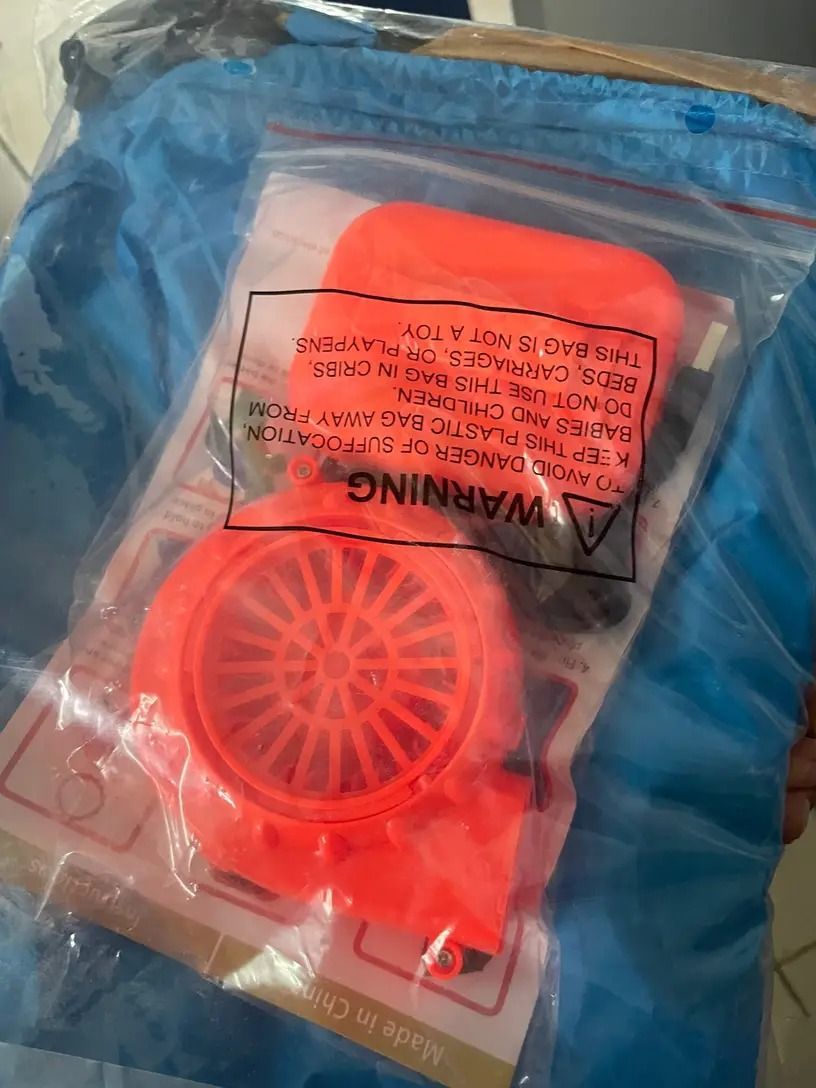 WARNING
TO AVOID DANGER OF SUFFOCATION,
KEEP THIS PLASTIC BAG AWAY FROM
BABIES AND CHILDREN.
DO NOT USE THIS BAG IN CRIBS,
BEDS, CARRIAGES, OR PLAYPENS.
THIS BAG IS NOT A TOY.
Made in Chin